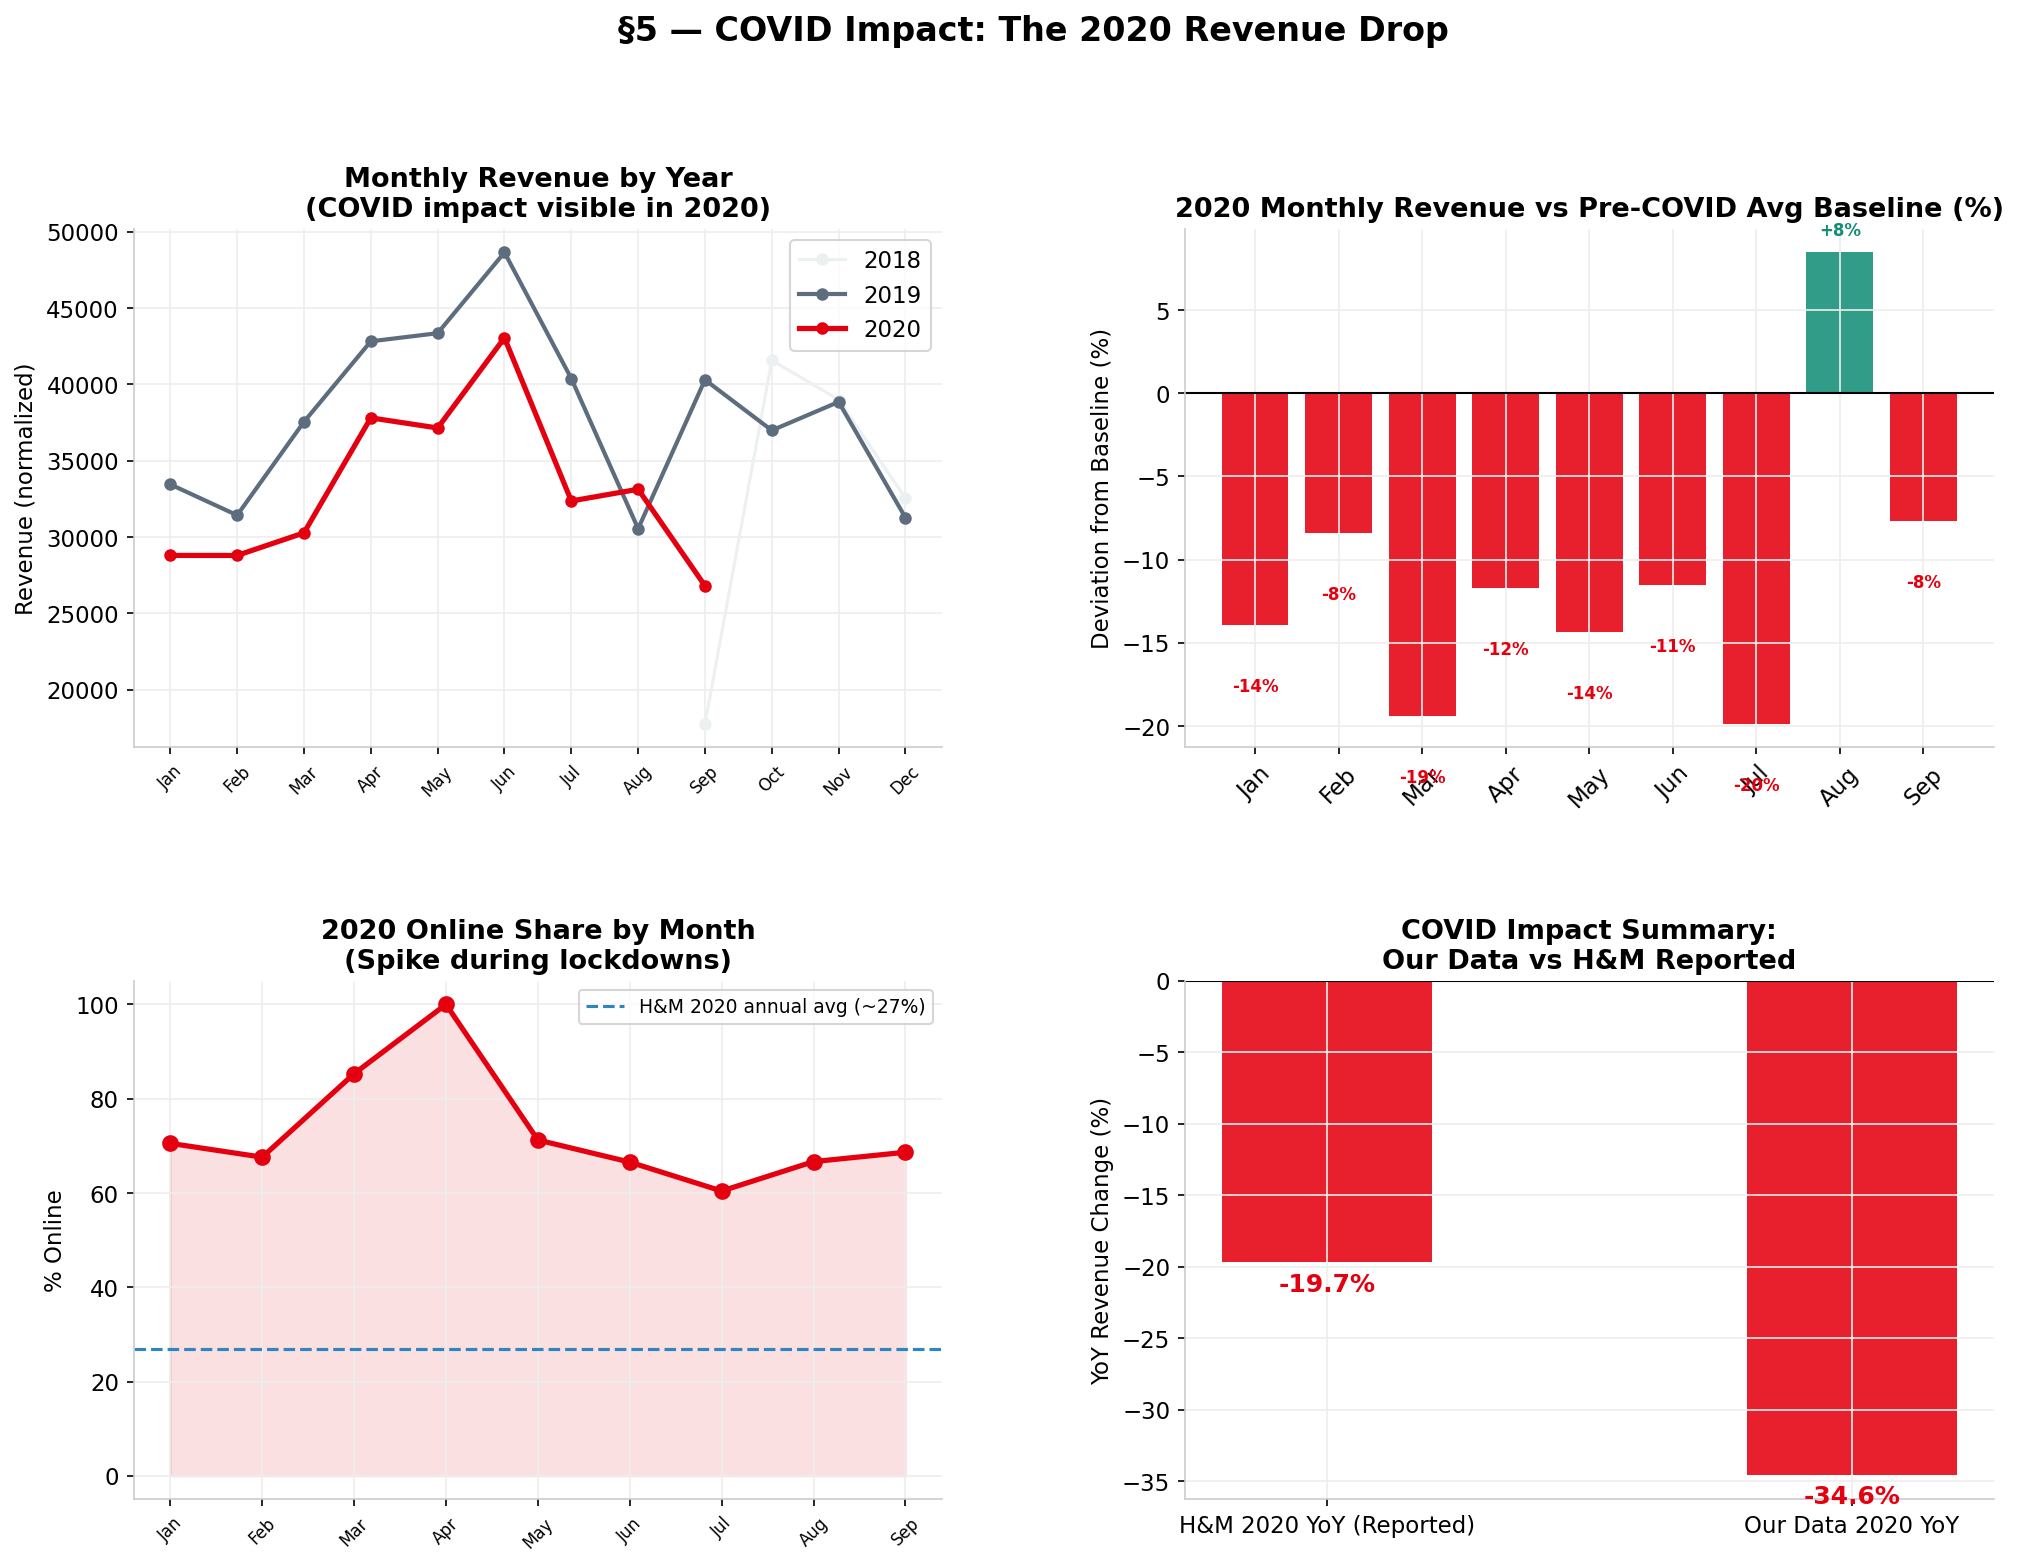 §5 — COVID Impact: The 2020 Revenue Drop
Monthly Revenue by Year
(COVID impact visible in 2020)
Revenue (normalized)
50000
45000
40000
35000
30000
25000
20000
2018
2019
2020
Jan
Feb
Mar
Apr
May
Jun
Jul
Aug
Sep
Oct
Nov
Dec
2020 Monthly Revenue vs Pre-COVID Avg Baseline (%)
Deviation from Baseline (%)
5
0
−5
−10
−15
−20
-14%
-8%
-19%
-12%
-14%
-11%
-20%
+8%
-8%
Jan
Feb
Mar
Apr
May
Jun
Jul
Aug
Sep
2020 Online Share by Month
(Spike during lockdowns)
% Online
100
80
60
40
20
0
H&M 2020 annual avg (~27%)
Jan
Feb
Mar
Apr
May
Jun
Jul
Aug
Sep
COVID Impact Summary:
Our Data vs H&M Reported
YoY Revenue Change (%)
0
−5
−10
−15
−20
−25
−30
−35
-19.7%
-34.6%
H&M 2020 YoY (Reported)
Our Data 2020 YoY